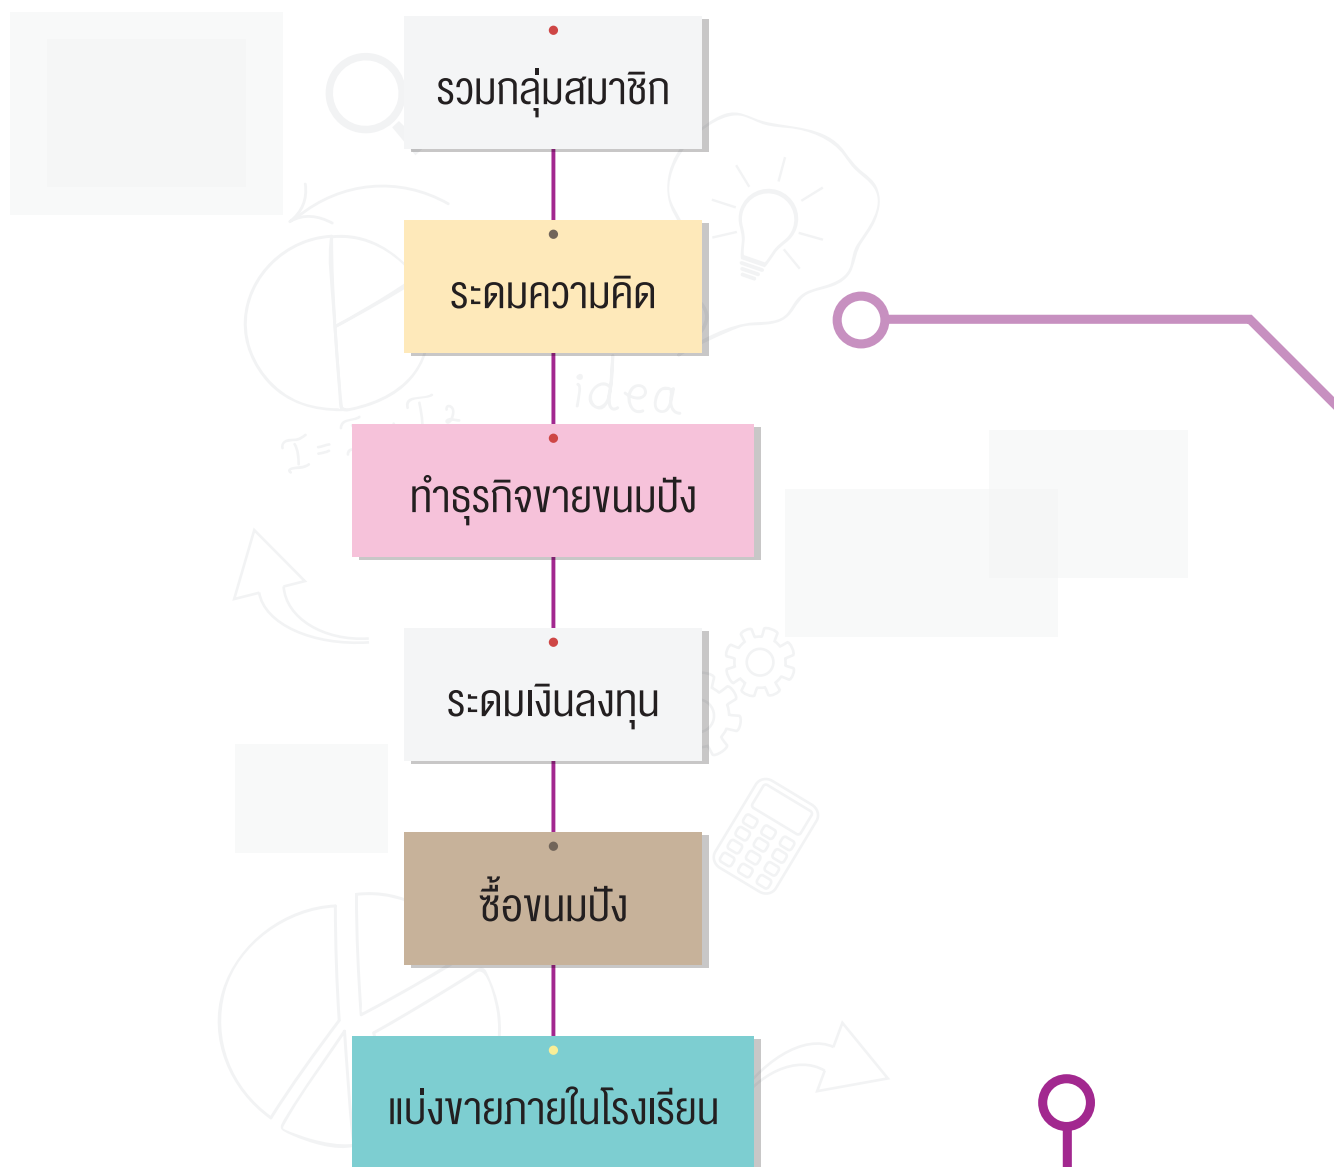 รวมกลุ่มสมาชิก
ระดมความคิด
idea
ทำธุรกิจขายขนมปัง
ระดมเงินลงทุน
ซื้อขนมปัง
แบ่งขายภายในโรงเรียน